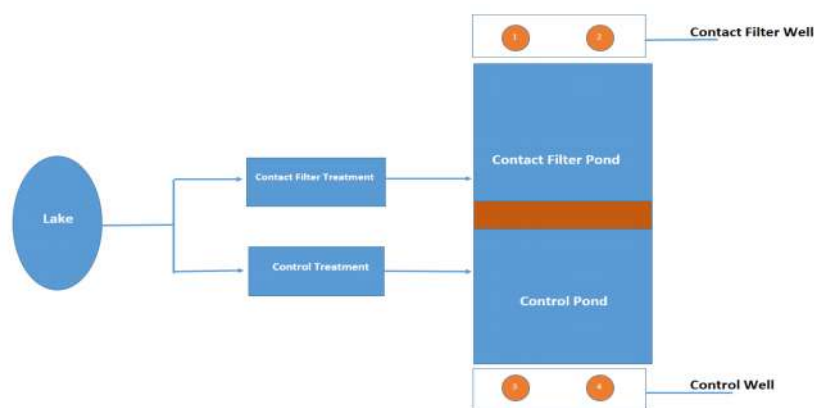 1 2
Contact Filter Well
Contact Filter Pond
Contact Filter Treatment
Lake
Control Treatment
Control Pond
3 4
Control Well